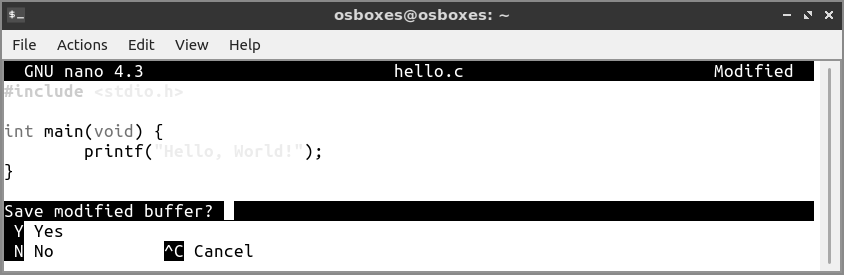 osboxes@osboxes: ~
File Actions Edit View Help
GNU nano 4.3 hello.c Modified
#include <stdio.h>
int main(void) {
printf("Hello, World!");
}
Save modified buffer?
Y Yes
N No ^C Cancel